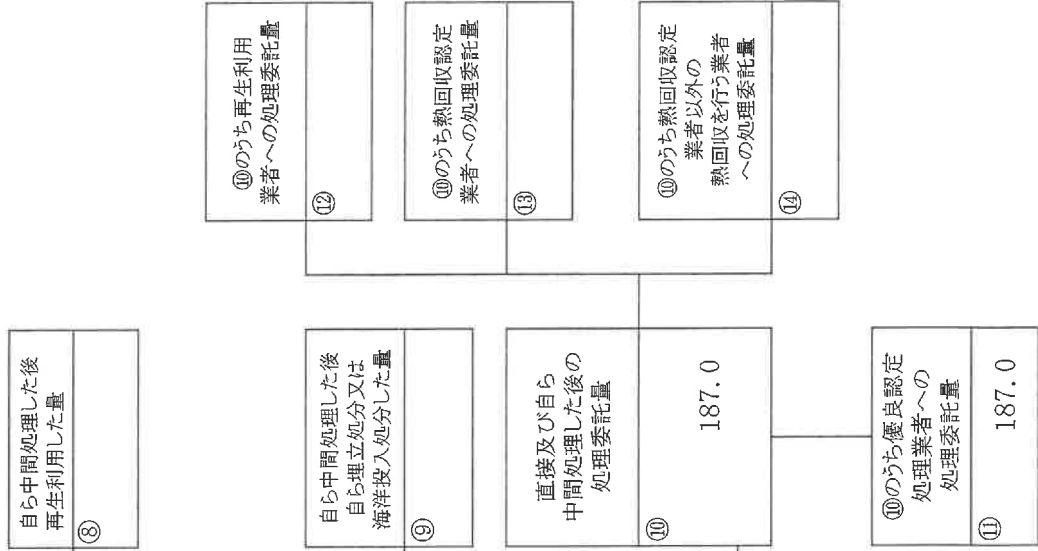 自ら中間処理した後
再生利用した量
⑧
自ら中間処理した後
自ら埋立処分又は
海洋投入処分した量
⑨
直接及び自ら
中間処理した後の
処理委託量
⑩
187.0
⑩のうち優良認定
処理業者への
処理委託量
⑪
187.0
⑩のうち再生利用
業者への処理委託量
⑫
⑩のうち熱回収認定
業者への処理委託量
⑬
⑩のうち熱回収認定
業者以外の
熱回収を行う業者
への処理委託量
⑭